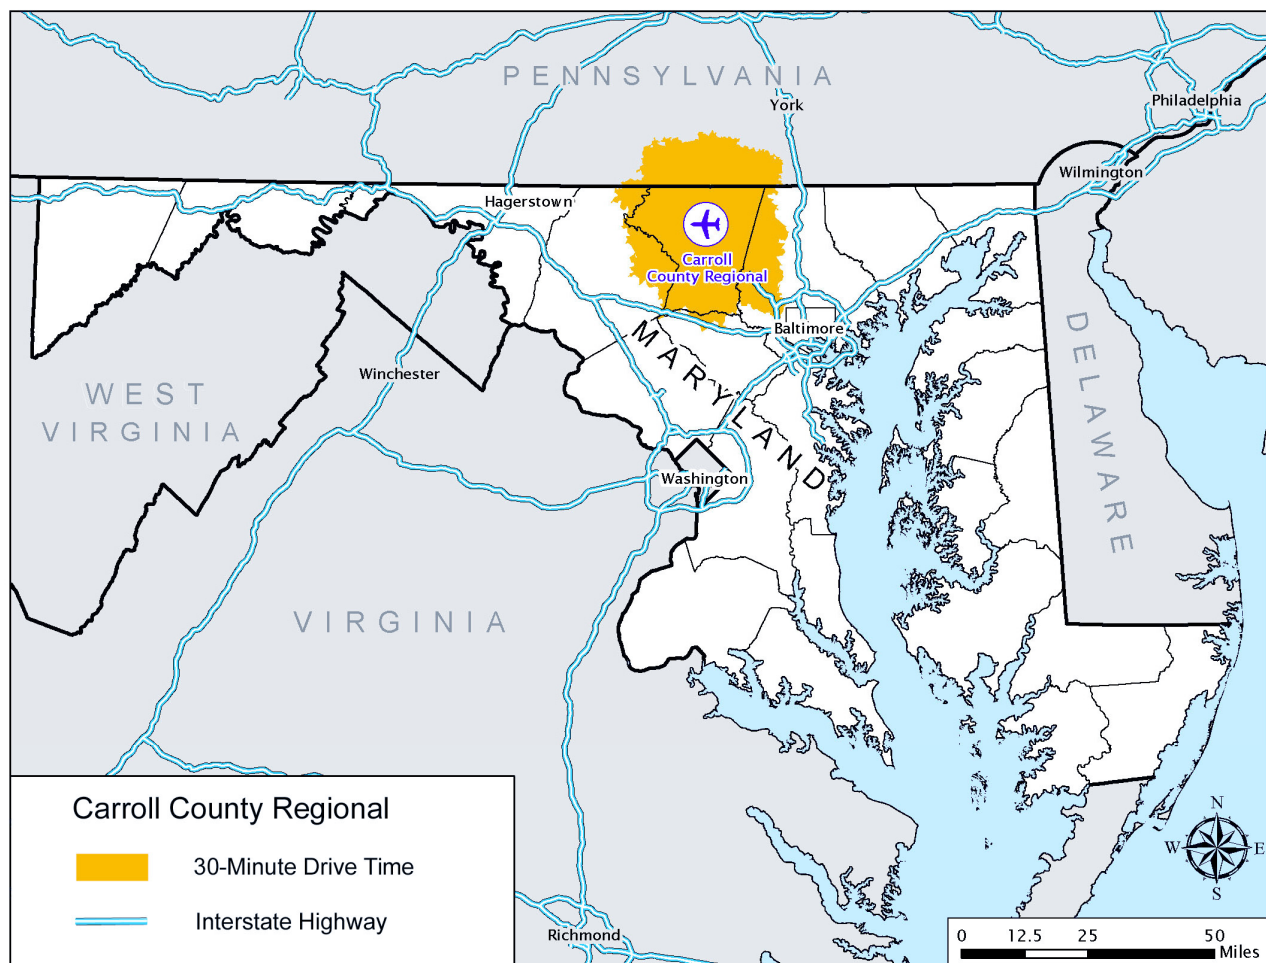 PENNSYLVANIA
York
Philadelphia
Wilmington
Hagerstown
Carroll
County Regional
Baltimore
MARYLAND
DELAWARE
Winchester
WEST
VIRGINIA
Washington
VIRGINIA
Richmond
Carroll County Regional
30-Minute Drive Time
Interstate Highway
N
W E
S
0 12.5 25 50
Miles